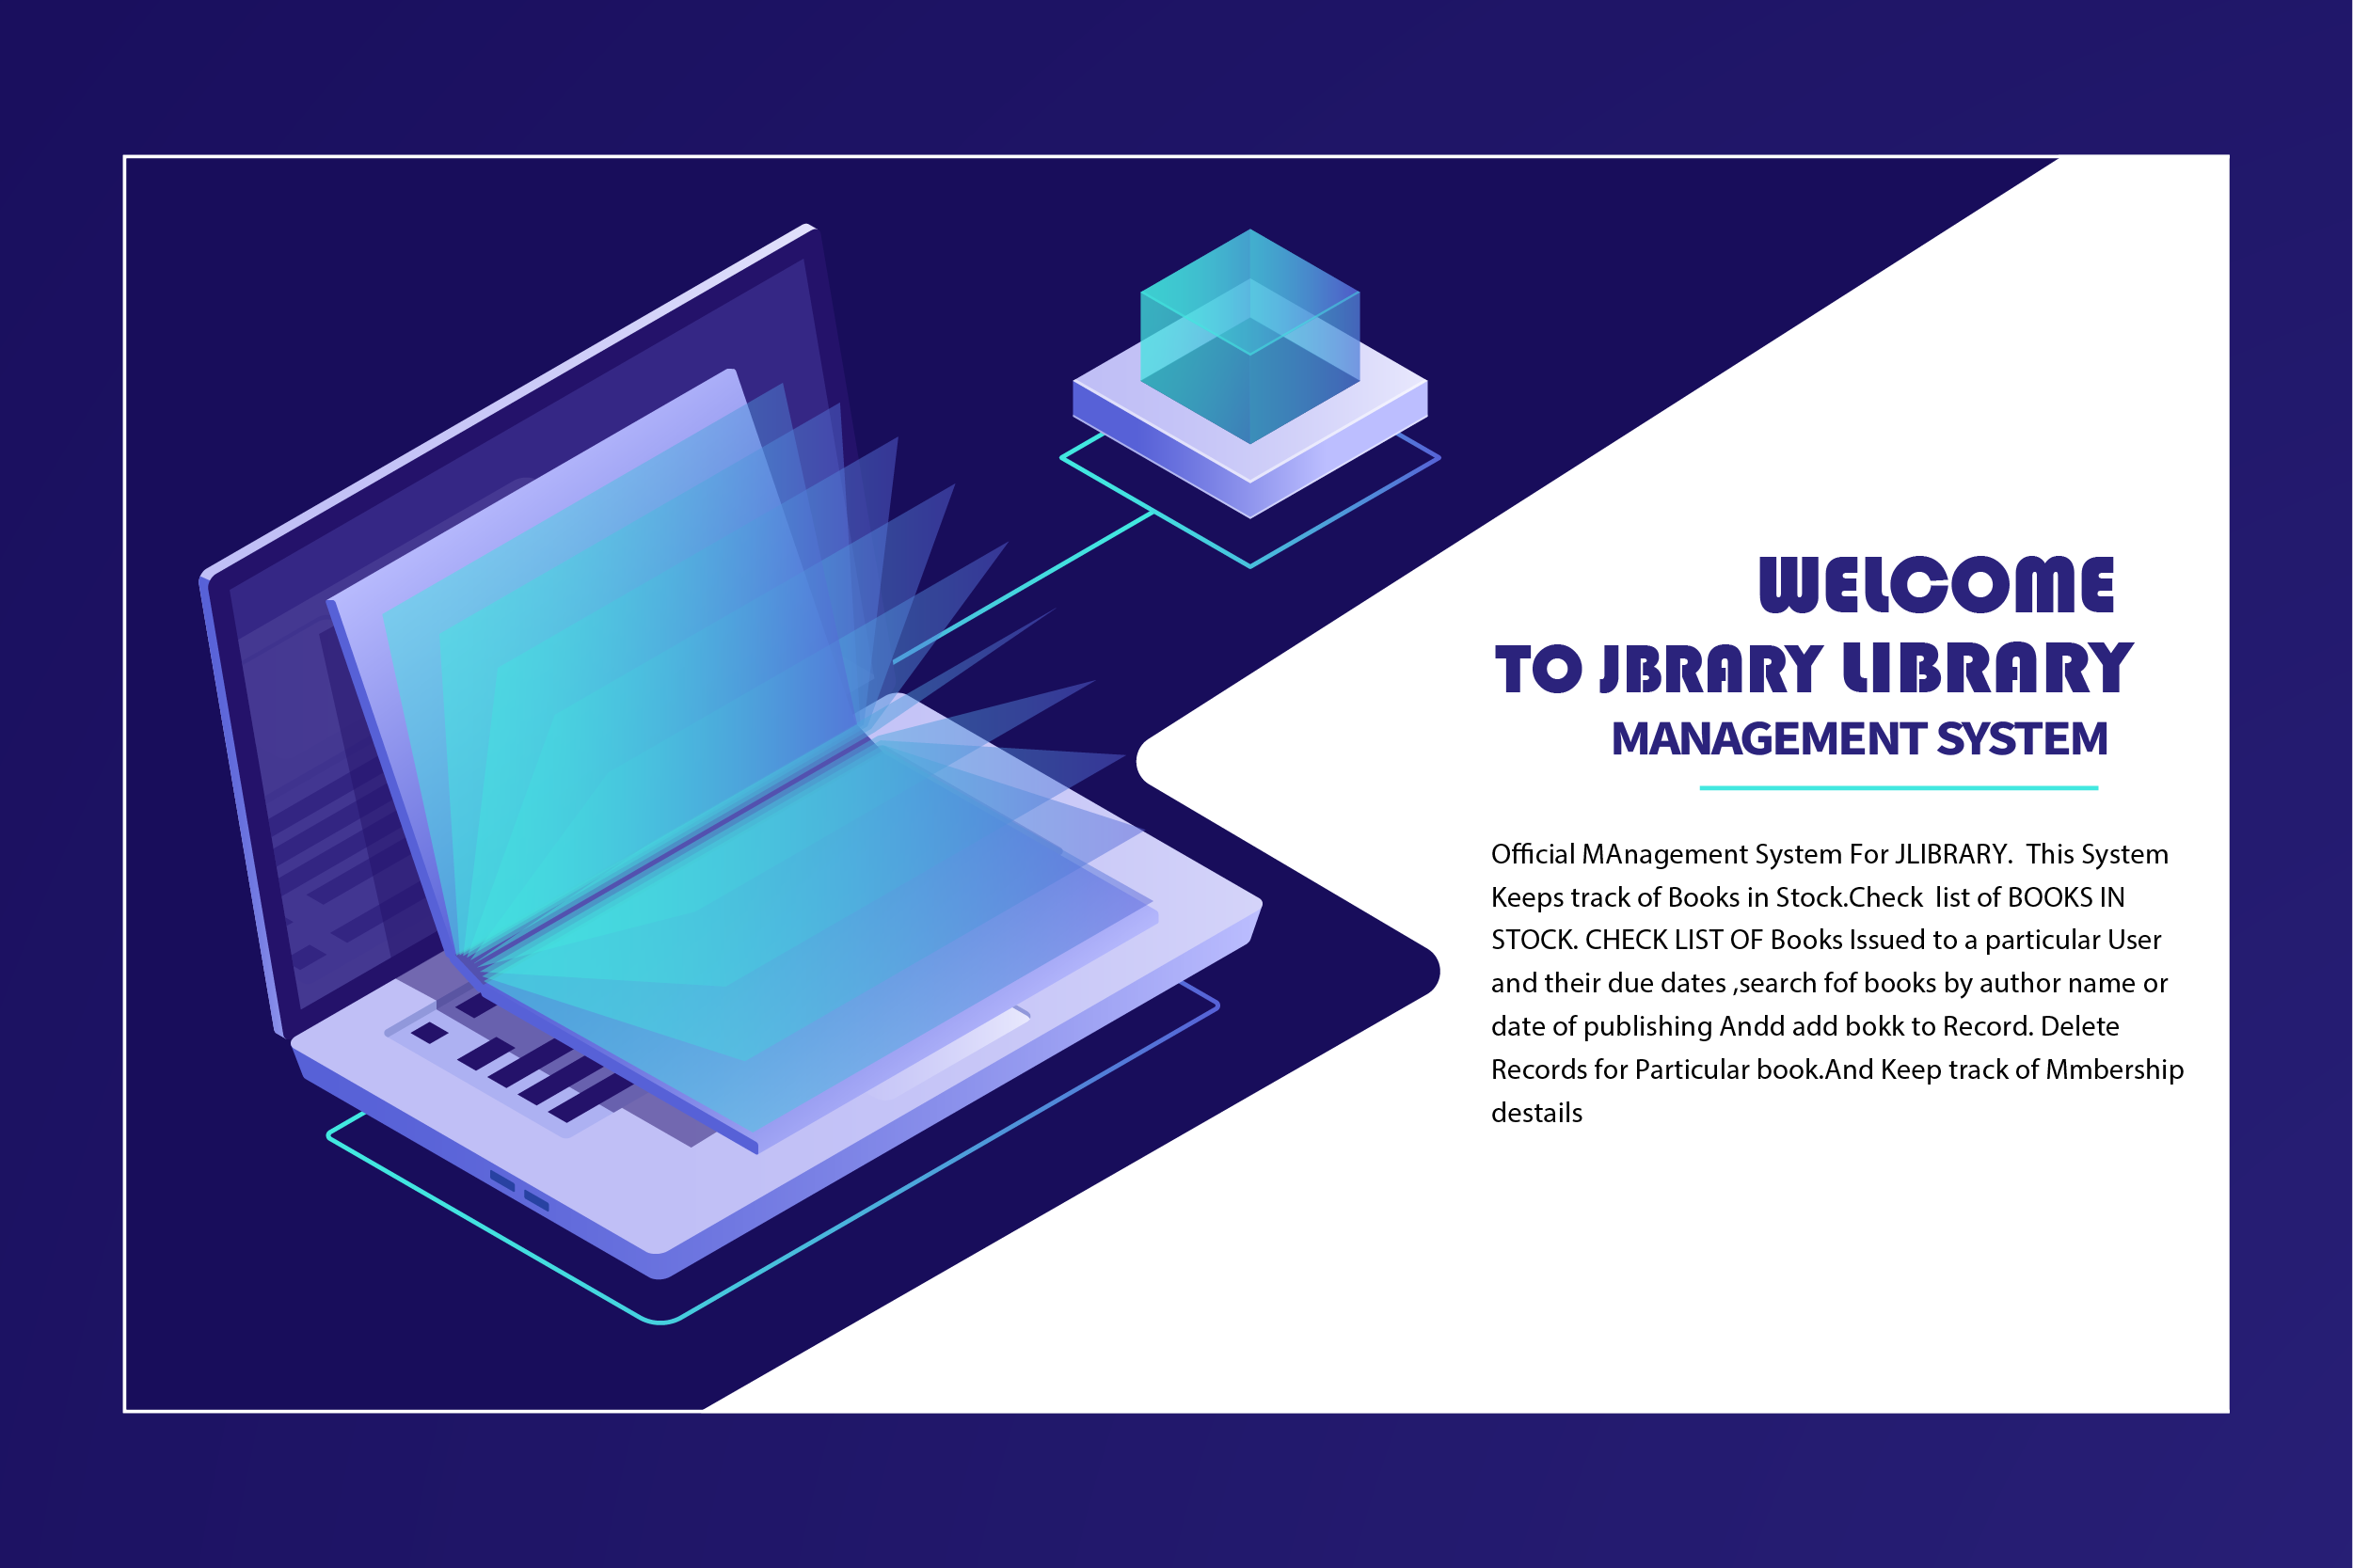 WELCOME
TO JBRARY LIBRARY
MANAGEMENT SYSTEM
Official MAnagement System For JLIBRARY.  This System
Keeps track of Books in Stock.Check  list of BOOKS IN
STOCK. CHECK LIST OF Books Issued to a particular User
and their due dates ,search fof books by author name or
date of publishing Andd add bokk to Record. Delete
Records for Particular book.And Keep track of Mmbership
destails